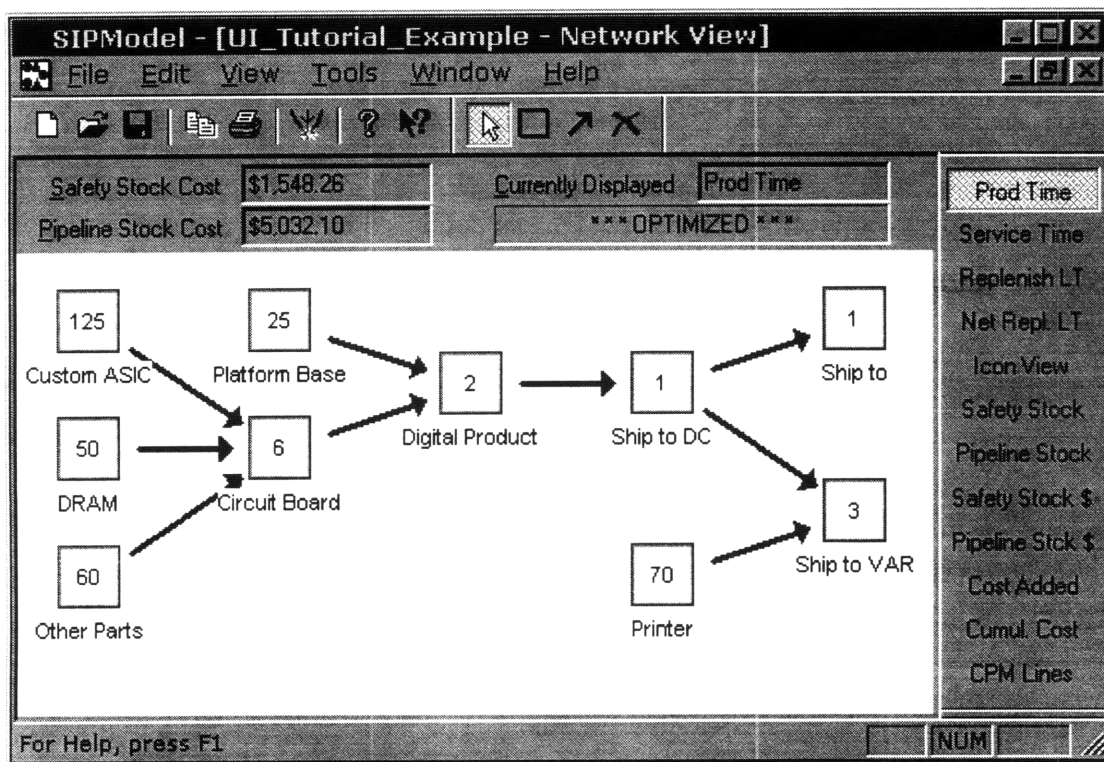 SIPModel - [UI_Tutorial_Example - Network View]
File Edit View Tools Window Help
Safety Stock Cost $1,548.26 Currently Displayed Prod Time
Pipeline Stock Cost $5,032.10 ***OPTIMIZED***
Prod Time
Service Time
Replenish LT
Net Repl. LT
Icon View
Safety Stock
Pipeline Stock
Safety Stock $
Pipeline Stck $
Cost Added
Cumul. Cost
CPM Lines
125
Custom ASIC
25
Platform Base
1
Ship to
2
Digital Product
1
Ship to DC
50
DRAM
6
Circuit Board
3
Ship to VAR
60
Other Parts
70
Printer
For Help, press F1 NUM